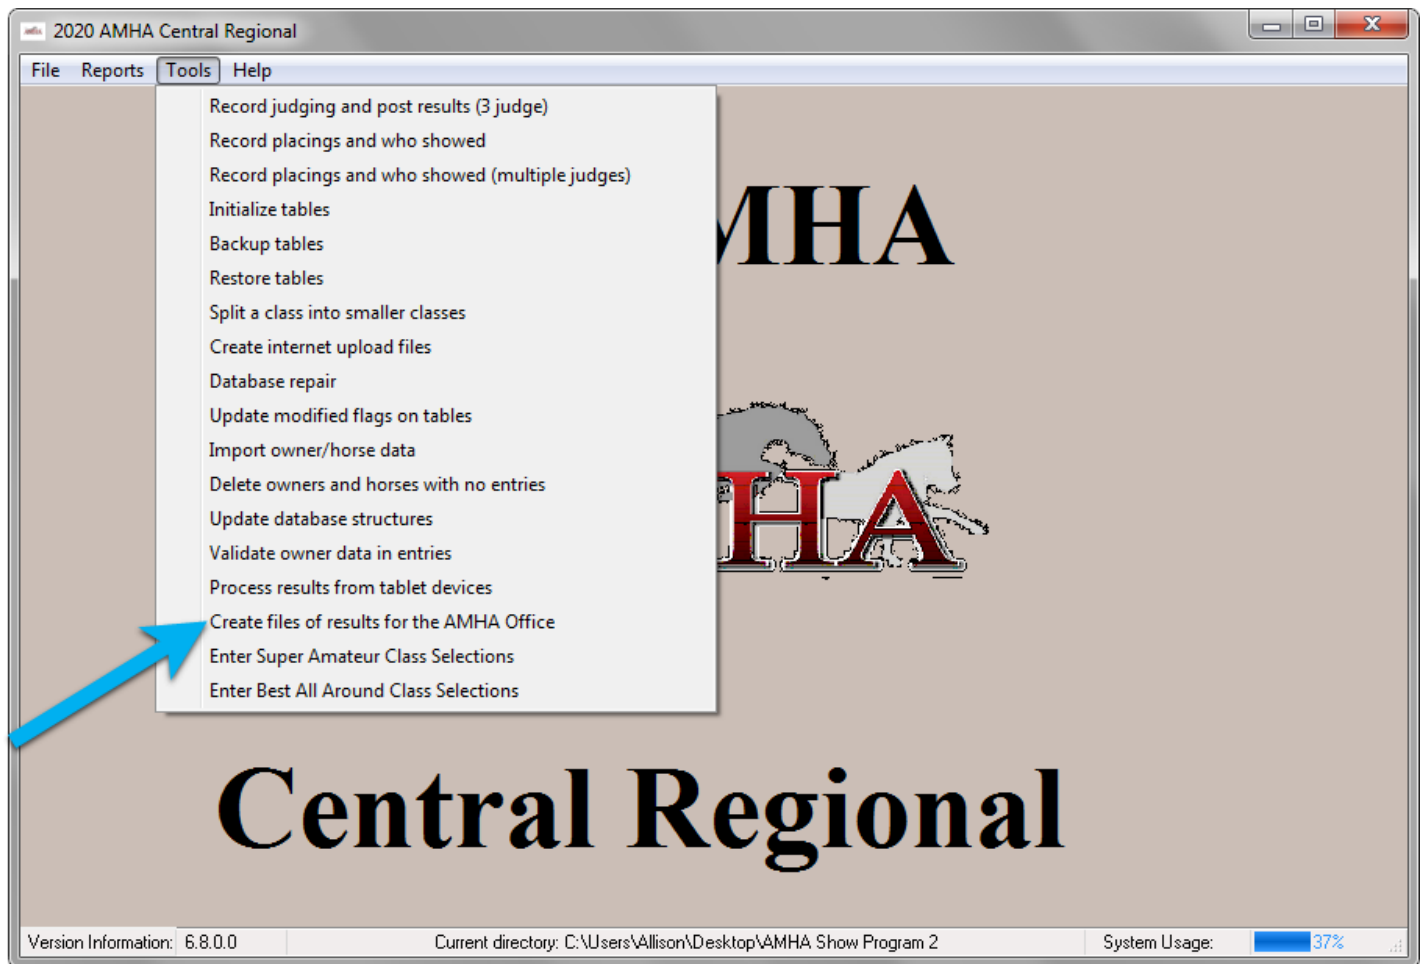 2020 AMHA Central Regional
File Reports Tools Help
Record judging and post results (3 judge)
Record placings and who showed
Record placings and who showed (multiple judges)
Initialize tables
Backup tables
Restore tables
Split a class into smaller classes
Create internet upload files
Database repair
Update modified flags on tables
Import owner/horse data
Delete owners and horses with no entries
Update database structures
Validate owner data in entries
Process results from tablet devices
Create files of results for the AMHA Office
Enter Super Amateur Class Selections
Enter Best All Around Class Selections
MHA
HA
Central Regional
Version Information: 6.8.0.0 Current directory: C:\Users\Allison\Desktop\AMHA Show Program 2 System Usage: 37%